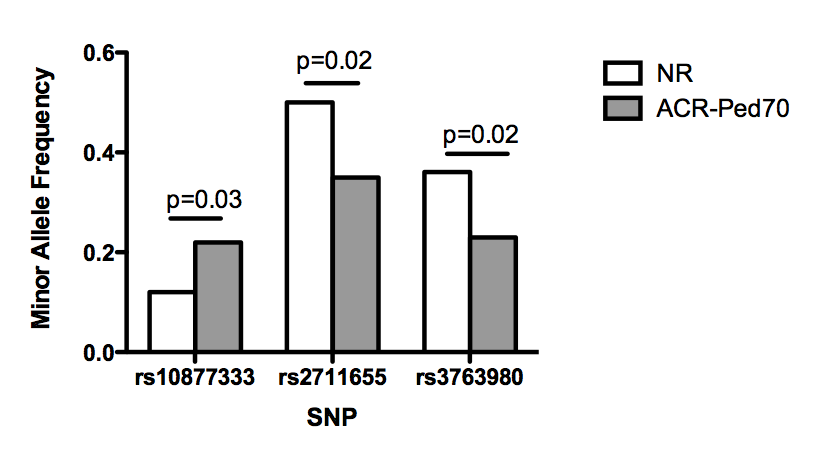 0.6
p=0.02
NR
ACR-Ped70
Minor Allele Frequency
0.4
p=0.02
p=0.03
0.2
0.0
rs10877333 rs2711655 rs3763980
SNP